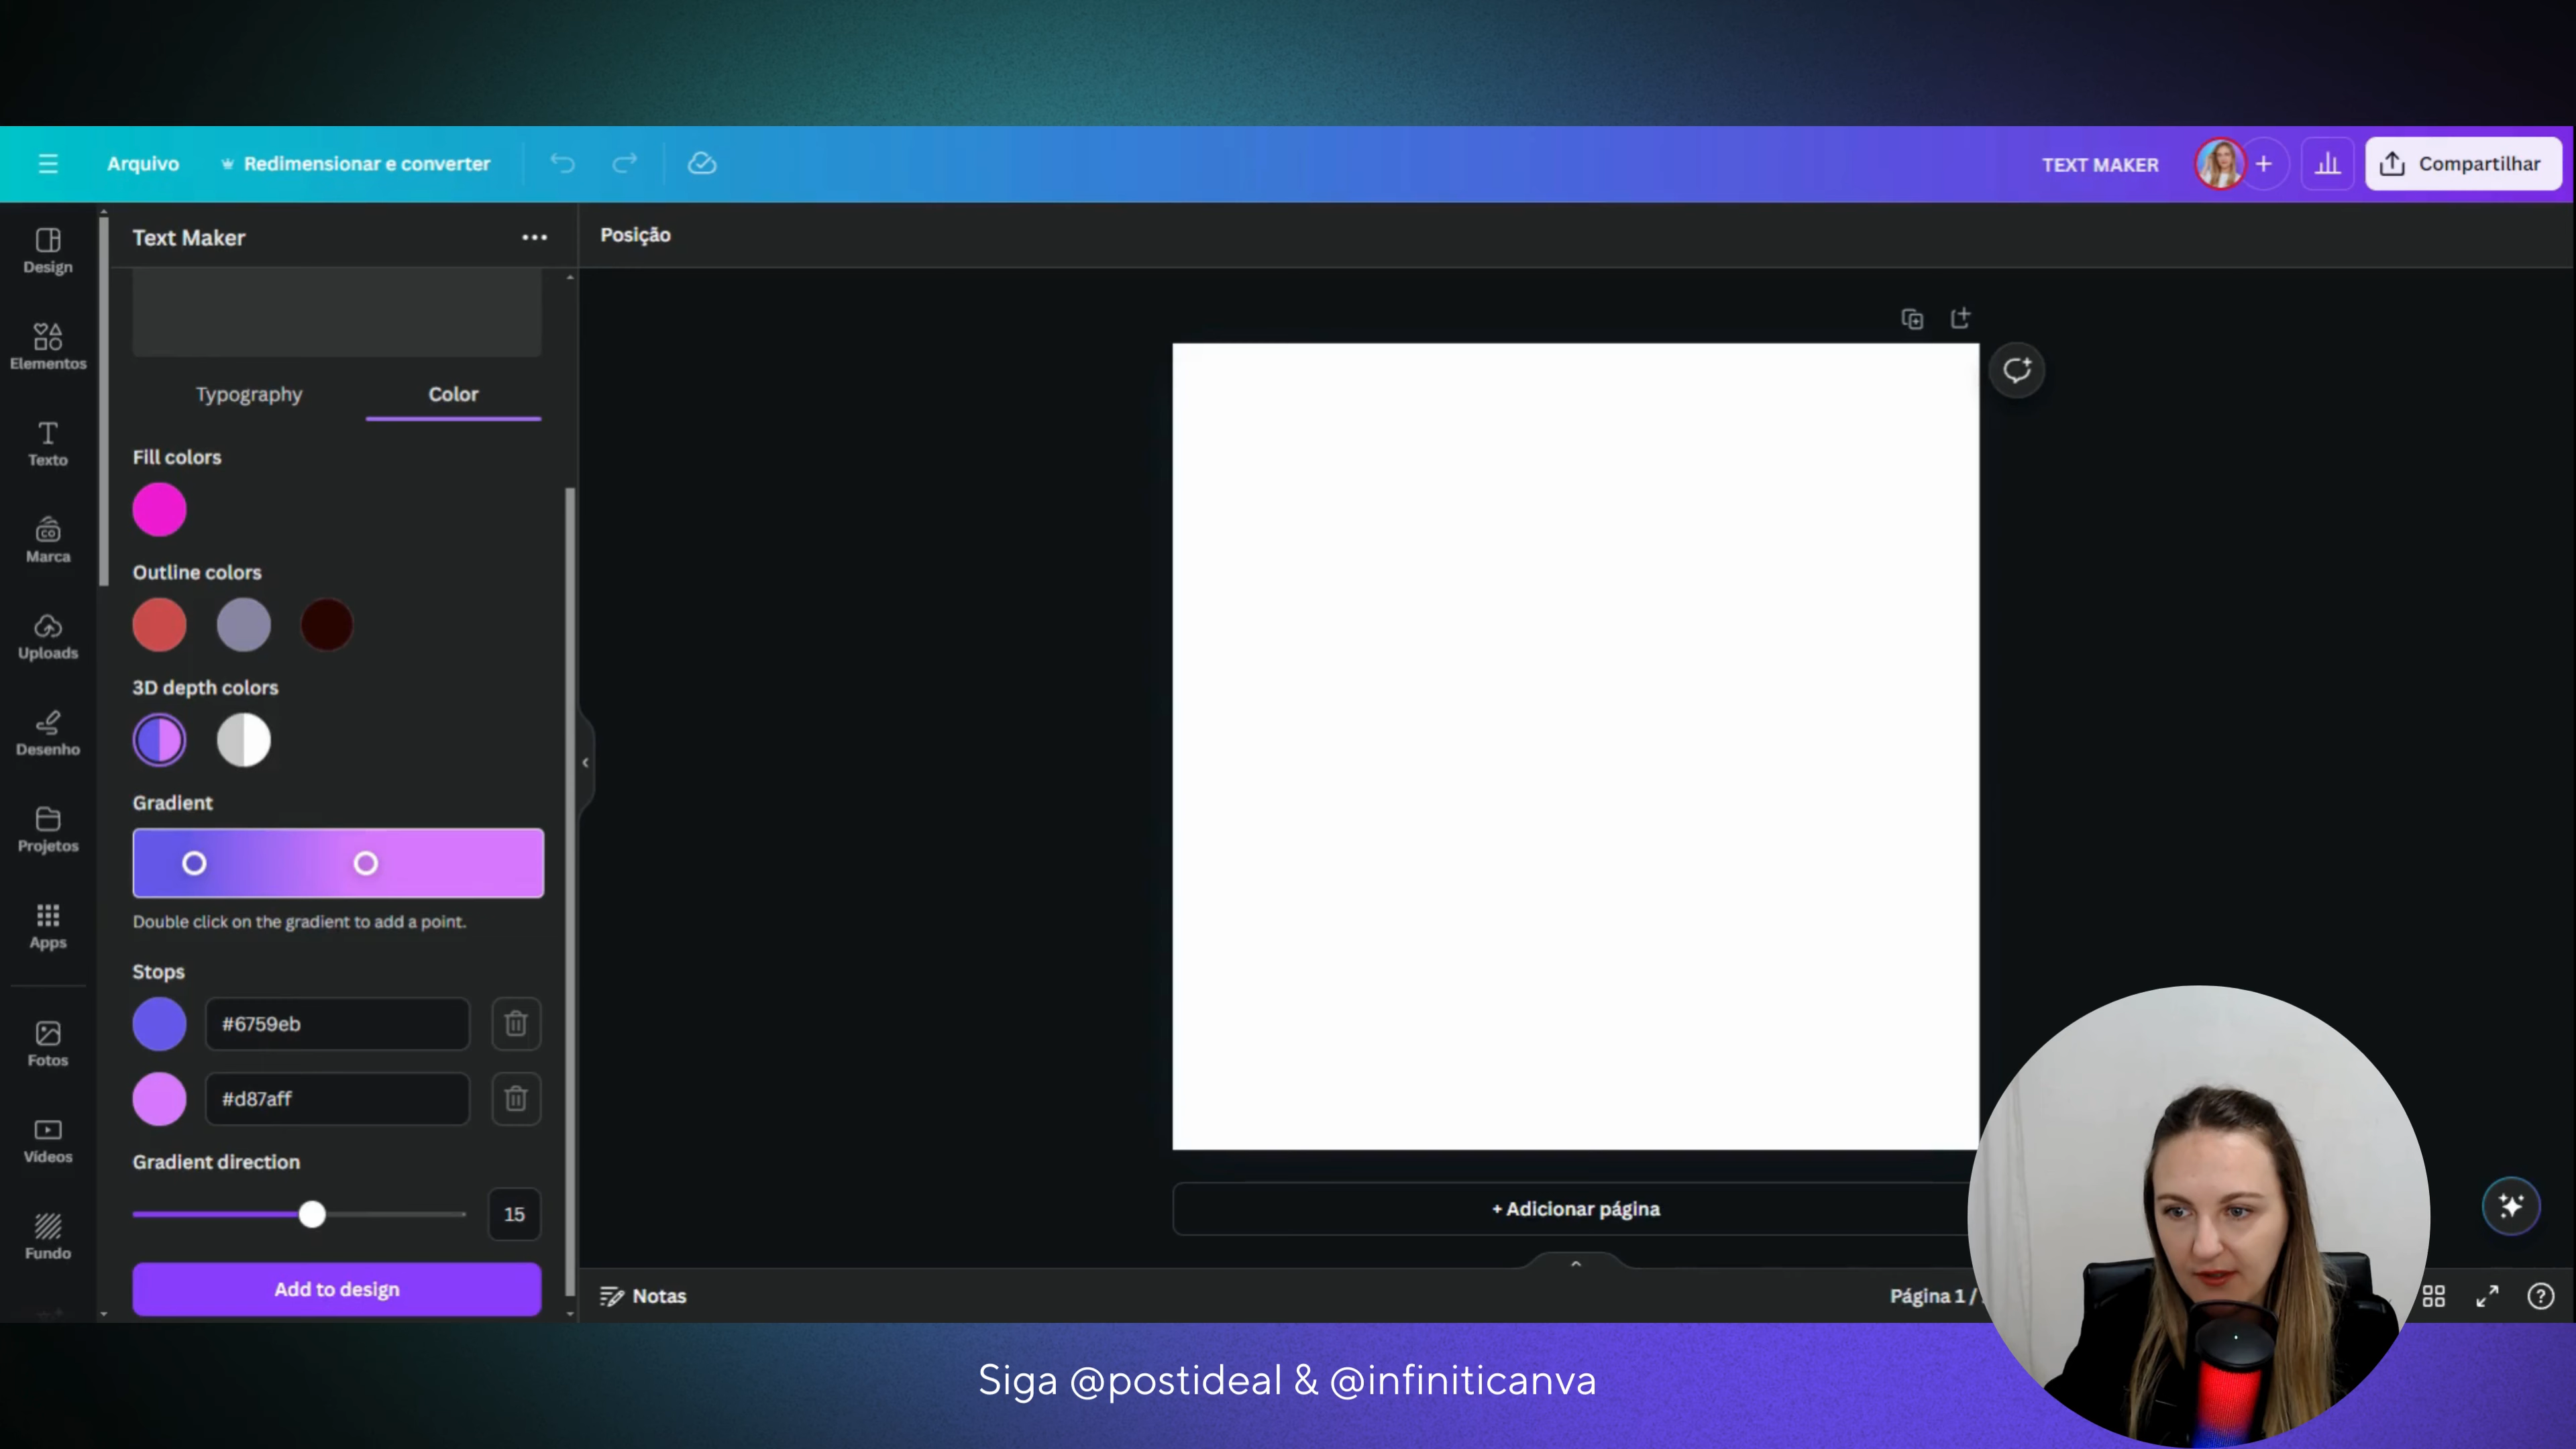 Arquivo
Redimensionar e converter
TEXT MAKER
Compartilhar
Design
Elementos
Texto
Marca
Uploads
Desenho
Projetos
Apps
Fotos
Vídeos
Fundo
Text Maker
Typography
Color
Fill colors
Outline colors
3D depth colors
Gradient
Double click on the gradient to add a point.
Stops
#6759eb
#d87aff
Gradient direction
15
Add to design
Posição
+ Adicionar página
Notas
Página 1 /
Siga @postideal & @infiniticanva